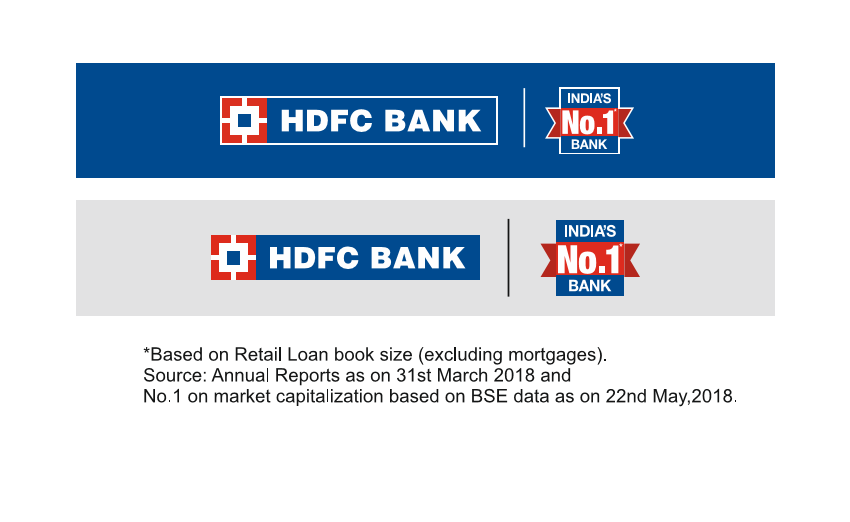 HDFC BANK
INDIA'S
No.1*
BANK
HDFC BANK
INDIA'S
No.1*
BANK
*Based on Retail Loan book size (excluding mortgages).
Source: Annual Reports as on 31st March 2018 and
No.1 on market capitalization based on BSE data as on 22nd May,2018.